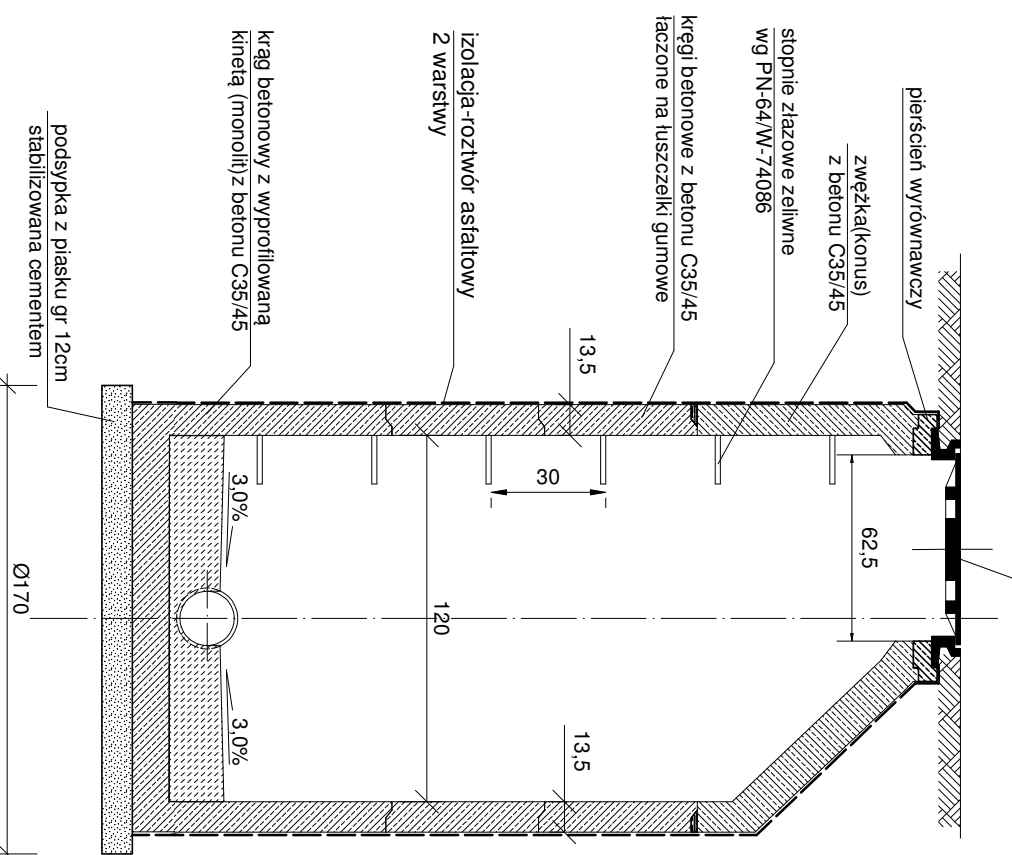 pierścień wyrównawczy
zwężka(konus)
z betonu C35/45
stopnie złazowe zeliwne
wg PN-64/W-74086
kręgi betonowe z betonu C35/45
łaczone na łuszczelki gumowe
izolacja-roztwór asfaltowy
2 warstwy
krąg betonowy z wyprofilowaną
kinetą (monolit)z betonu C35/45
podsypka z piasku gr 12cm
stabilizowana cementem
13,5
30
62,5
3,0%
120
3,0%
13,5
Ø170